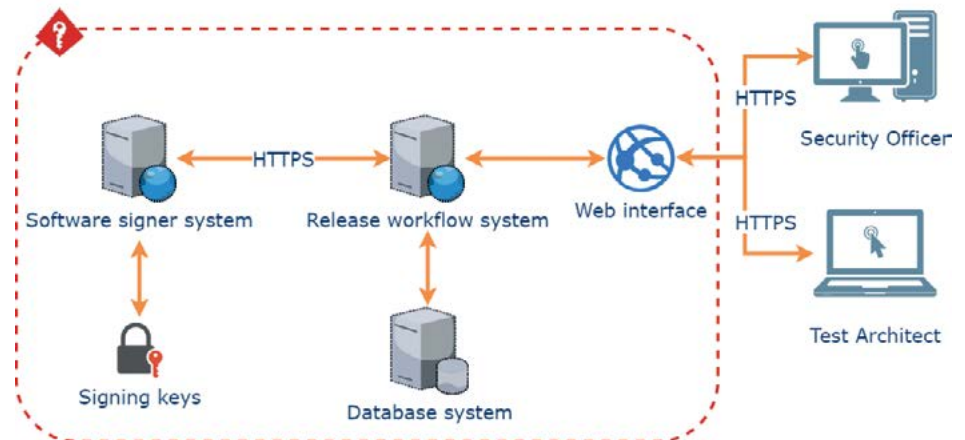 HTTPS
Security Officer
HTTPS
Software signer system
Release workflow system
Web interface
HTTPS
Test Architect
Signing keys
Database system